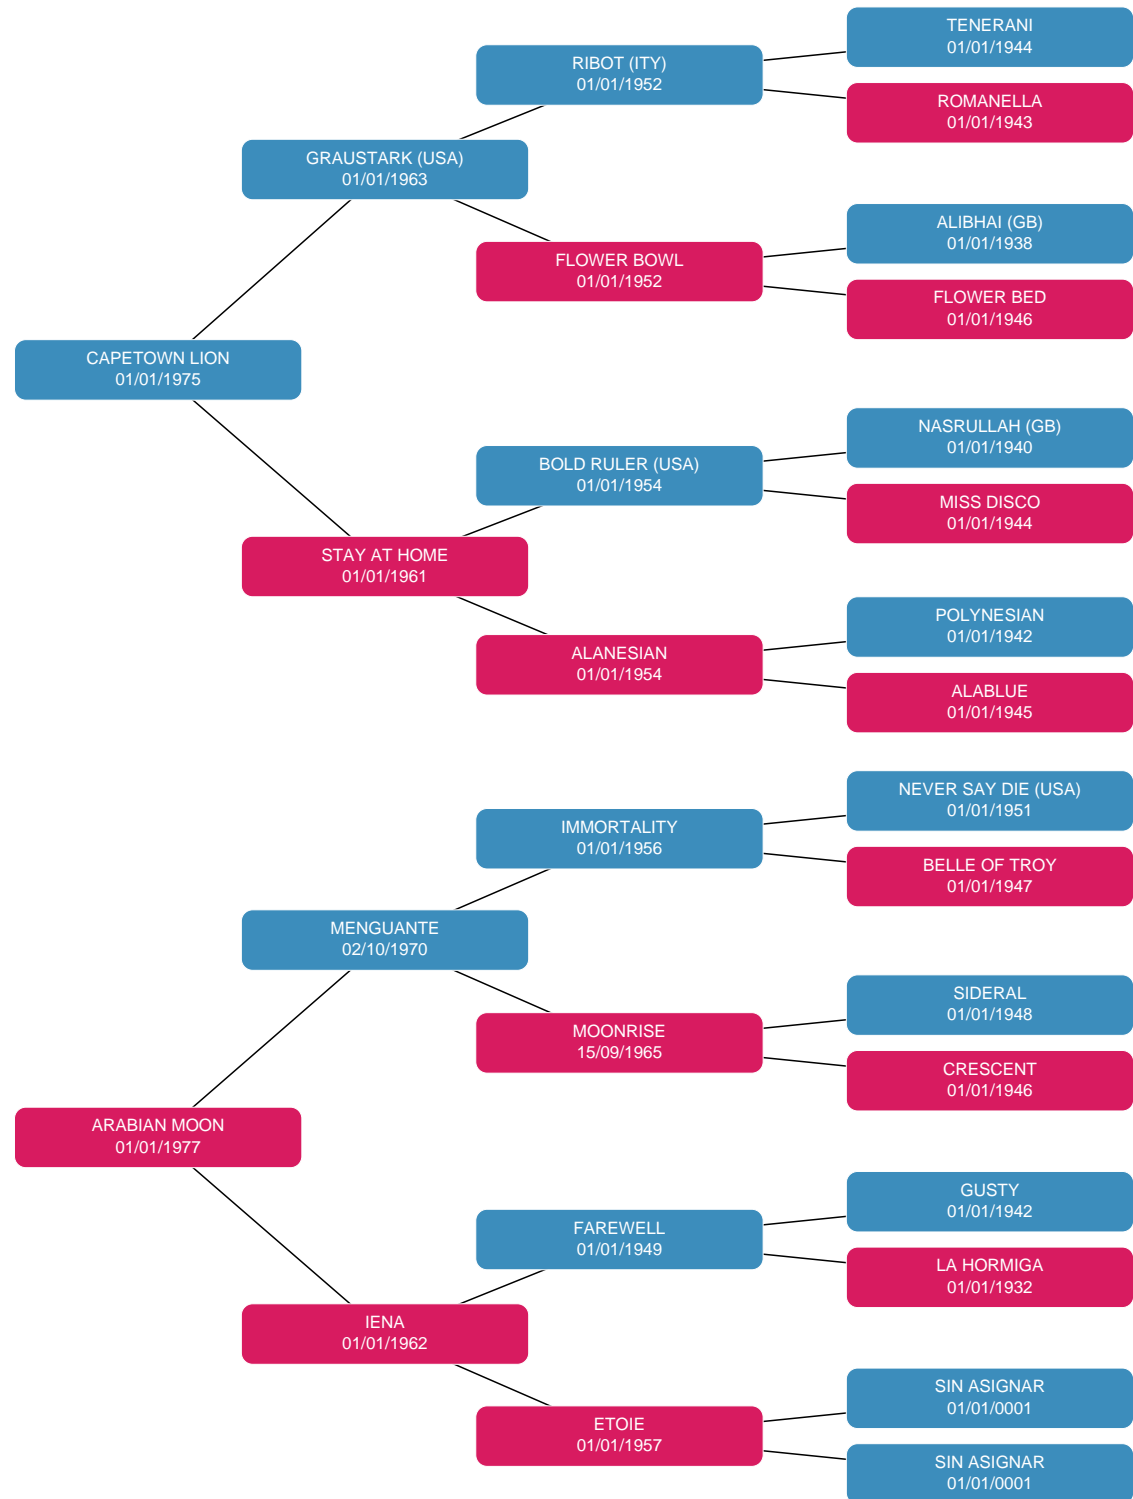 TENERANI
01/01/1944
RIBOT (ITY)
01/01/1952
ROMANELLA
01/01/1943
GRAUSTARK (USA)
01/01/1963
ALIBHAI (GB)
01/01/1938
FLOWER BOWL
01/01/1952
FLOWER BED
01/01/1946
CAPETOWN LION
01/01/1975
NASRULLAH (GB)
01/01/1940
BOLD RULER (USA)
01/01/1954
MISS DISCO
01/01/1944
STAY AT HOME
01/01/1961
POLYNESIAN
01/01/1942
ALANESIAN
01/01/1954
ALABLUE
01/01/1945
NEVER SAY DIE (USA)
01/01/1951
IMMORTALITY
01/01/1956
BELLE OF TROY
01/01/1947
MENGUANTE
02/10/1970
SIDERAL
01/01/1948
MOONRISE
15/09/1965
CRESCENT
01/01/1946
ARABIAN MOON
01/01/1977
GUSTY
01/01/1942
FAREWELL
01/01/1949
LA HORMIGA
01/01/1932
IENA
01/01/1962
SIN ASIGNAR
01/01/0001
ETOIE
01/01/1957
SIN ASIGNAR
01/01/0001